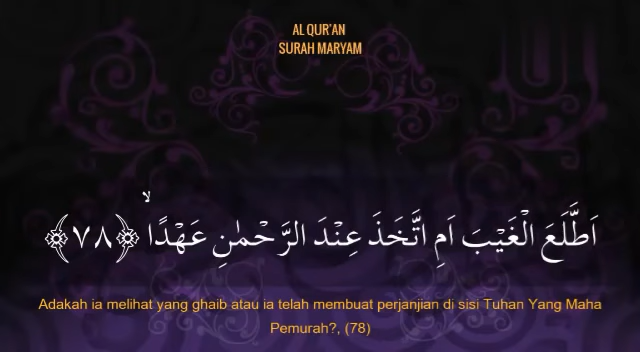 AL QUR'AN
SURAH MARYAM
اَطَّلَعَ الْغَيْبَ اَمِ اتَّخَذَ عِنْدَ الرَّحْمٰنِ عَهْدًاۙ ﴿٧٨﴾
Adakah ia melihat yang ghaib atau ia telah membuat perjanjian di sisi Tuhan Yang Maha
Pemurah?, (78)